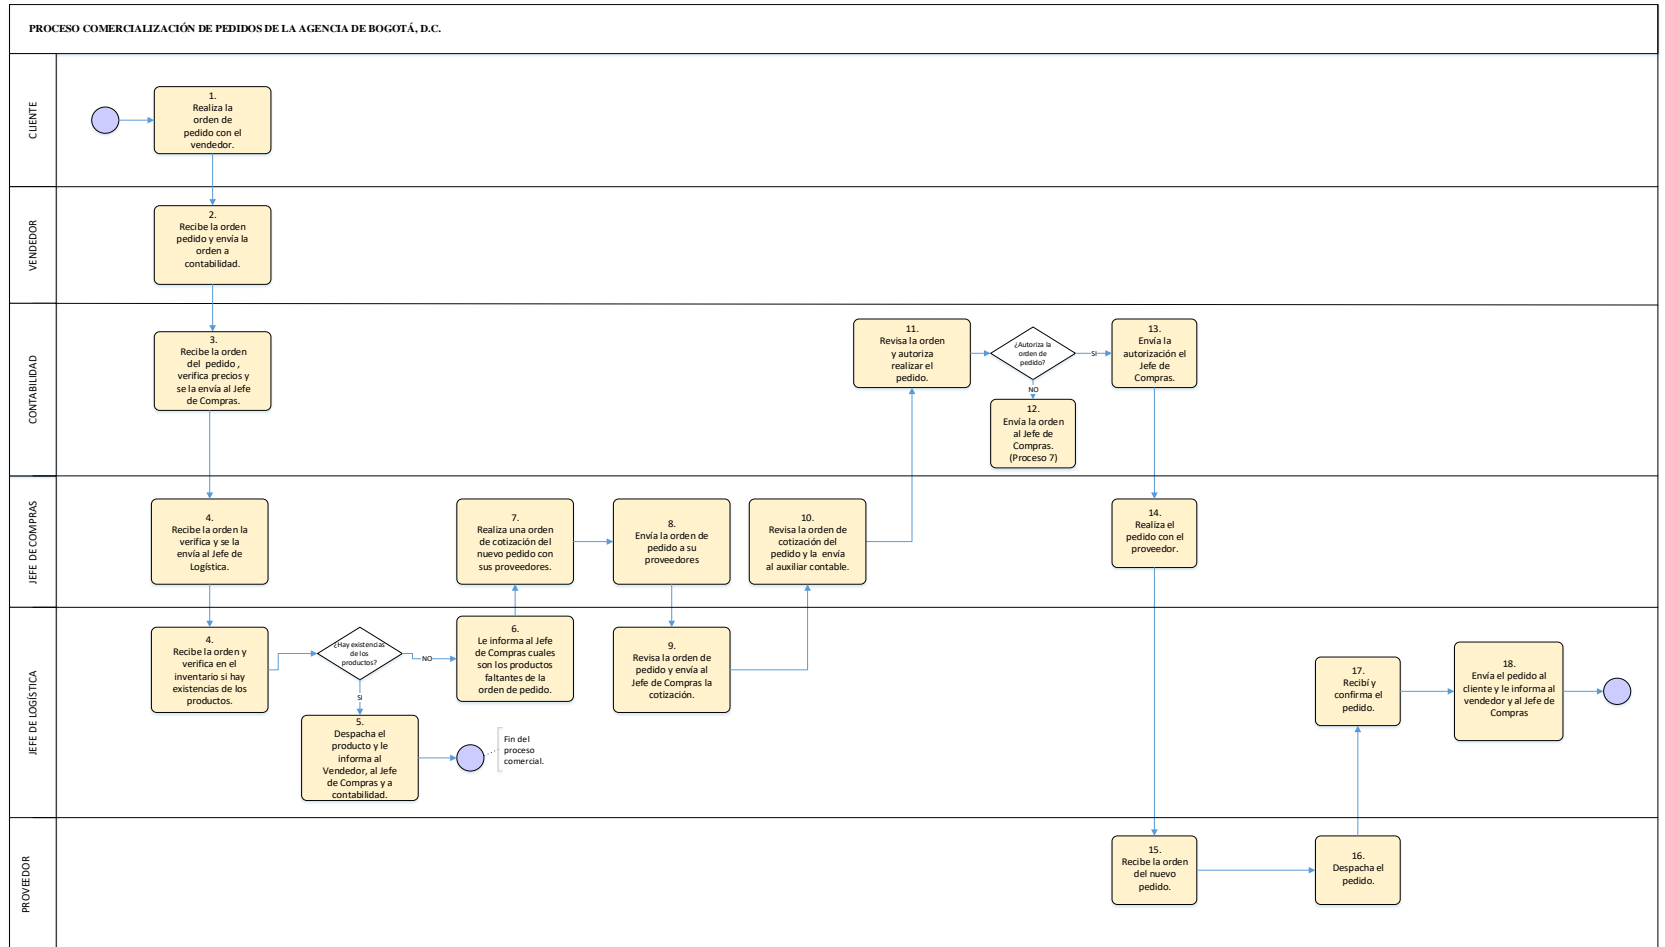 PROCESO COMERCIALIZACIÓN DE PEDIDOS DE LA AGENCIA DE BOGOTÁ, D.C.
CLIENTE
1.
Realiza la
orden de
pedido con el
vendedor.
VENDEDOR
2.
Recibe la orden
pedido y envía la
orden a
contabilidad.
CONTABILIDAD
3.
Recibe la orden
del pedido ,
verifica precios y
se la envía al Jefe
de Compras.
11.
Revisa la orden
y autoriza
realizar el
pedido.
¿Autoriza la
orden de
pedido?
SI
NO
13.
Envía la
autorización el
Jefe de
Compras.
12.
Envía la orden
al Jefe de
Compras.
(Proceso 7)
JEFE DE COMPRAS
4.
Recibe la orden la
verifica y se la
envía al Jefe de
Logística.
7.
Realiza una orden
de cotización del
nuevo pedido con
sus proveedores.
8.
Envía la orden de
pedido a su
proveedores
10.
Revisa la orden de
cotización del
pedido y la envía
al auxiliar contable.
14.
Realiza el
pedido con el
proveedor.
JEFE DE LOGÍSTICA
4.
Recibe la orden y
verifica en el
inventario si hay
existencias de los
productos.
¿Hay existencias
de los
productos?
NO
SI
6.
Le informa al Jefe
de Compras cuales
son los productos
faltantes de la
orden de pedido.
5.
Despacha el
producto y le
informa al
Vendedor, al Jefe
de Compras y a
contabilidad.
Fin del
proceso
comercial.
9.
Revisa la orden de
pedido y envía al
Jefe de Compras la
cotización.
17.
Recibí y
confirma el
pedido.
18.
Envía el pedido al
cliente y le informa al
vendedor y al Jefe de
Compras
PROVEEDOR
15.
Recibe la orden
del nuevo
pedido.
16.
Despacha el
pedido.